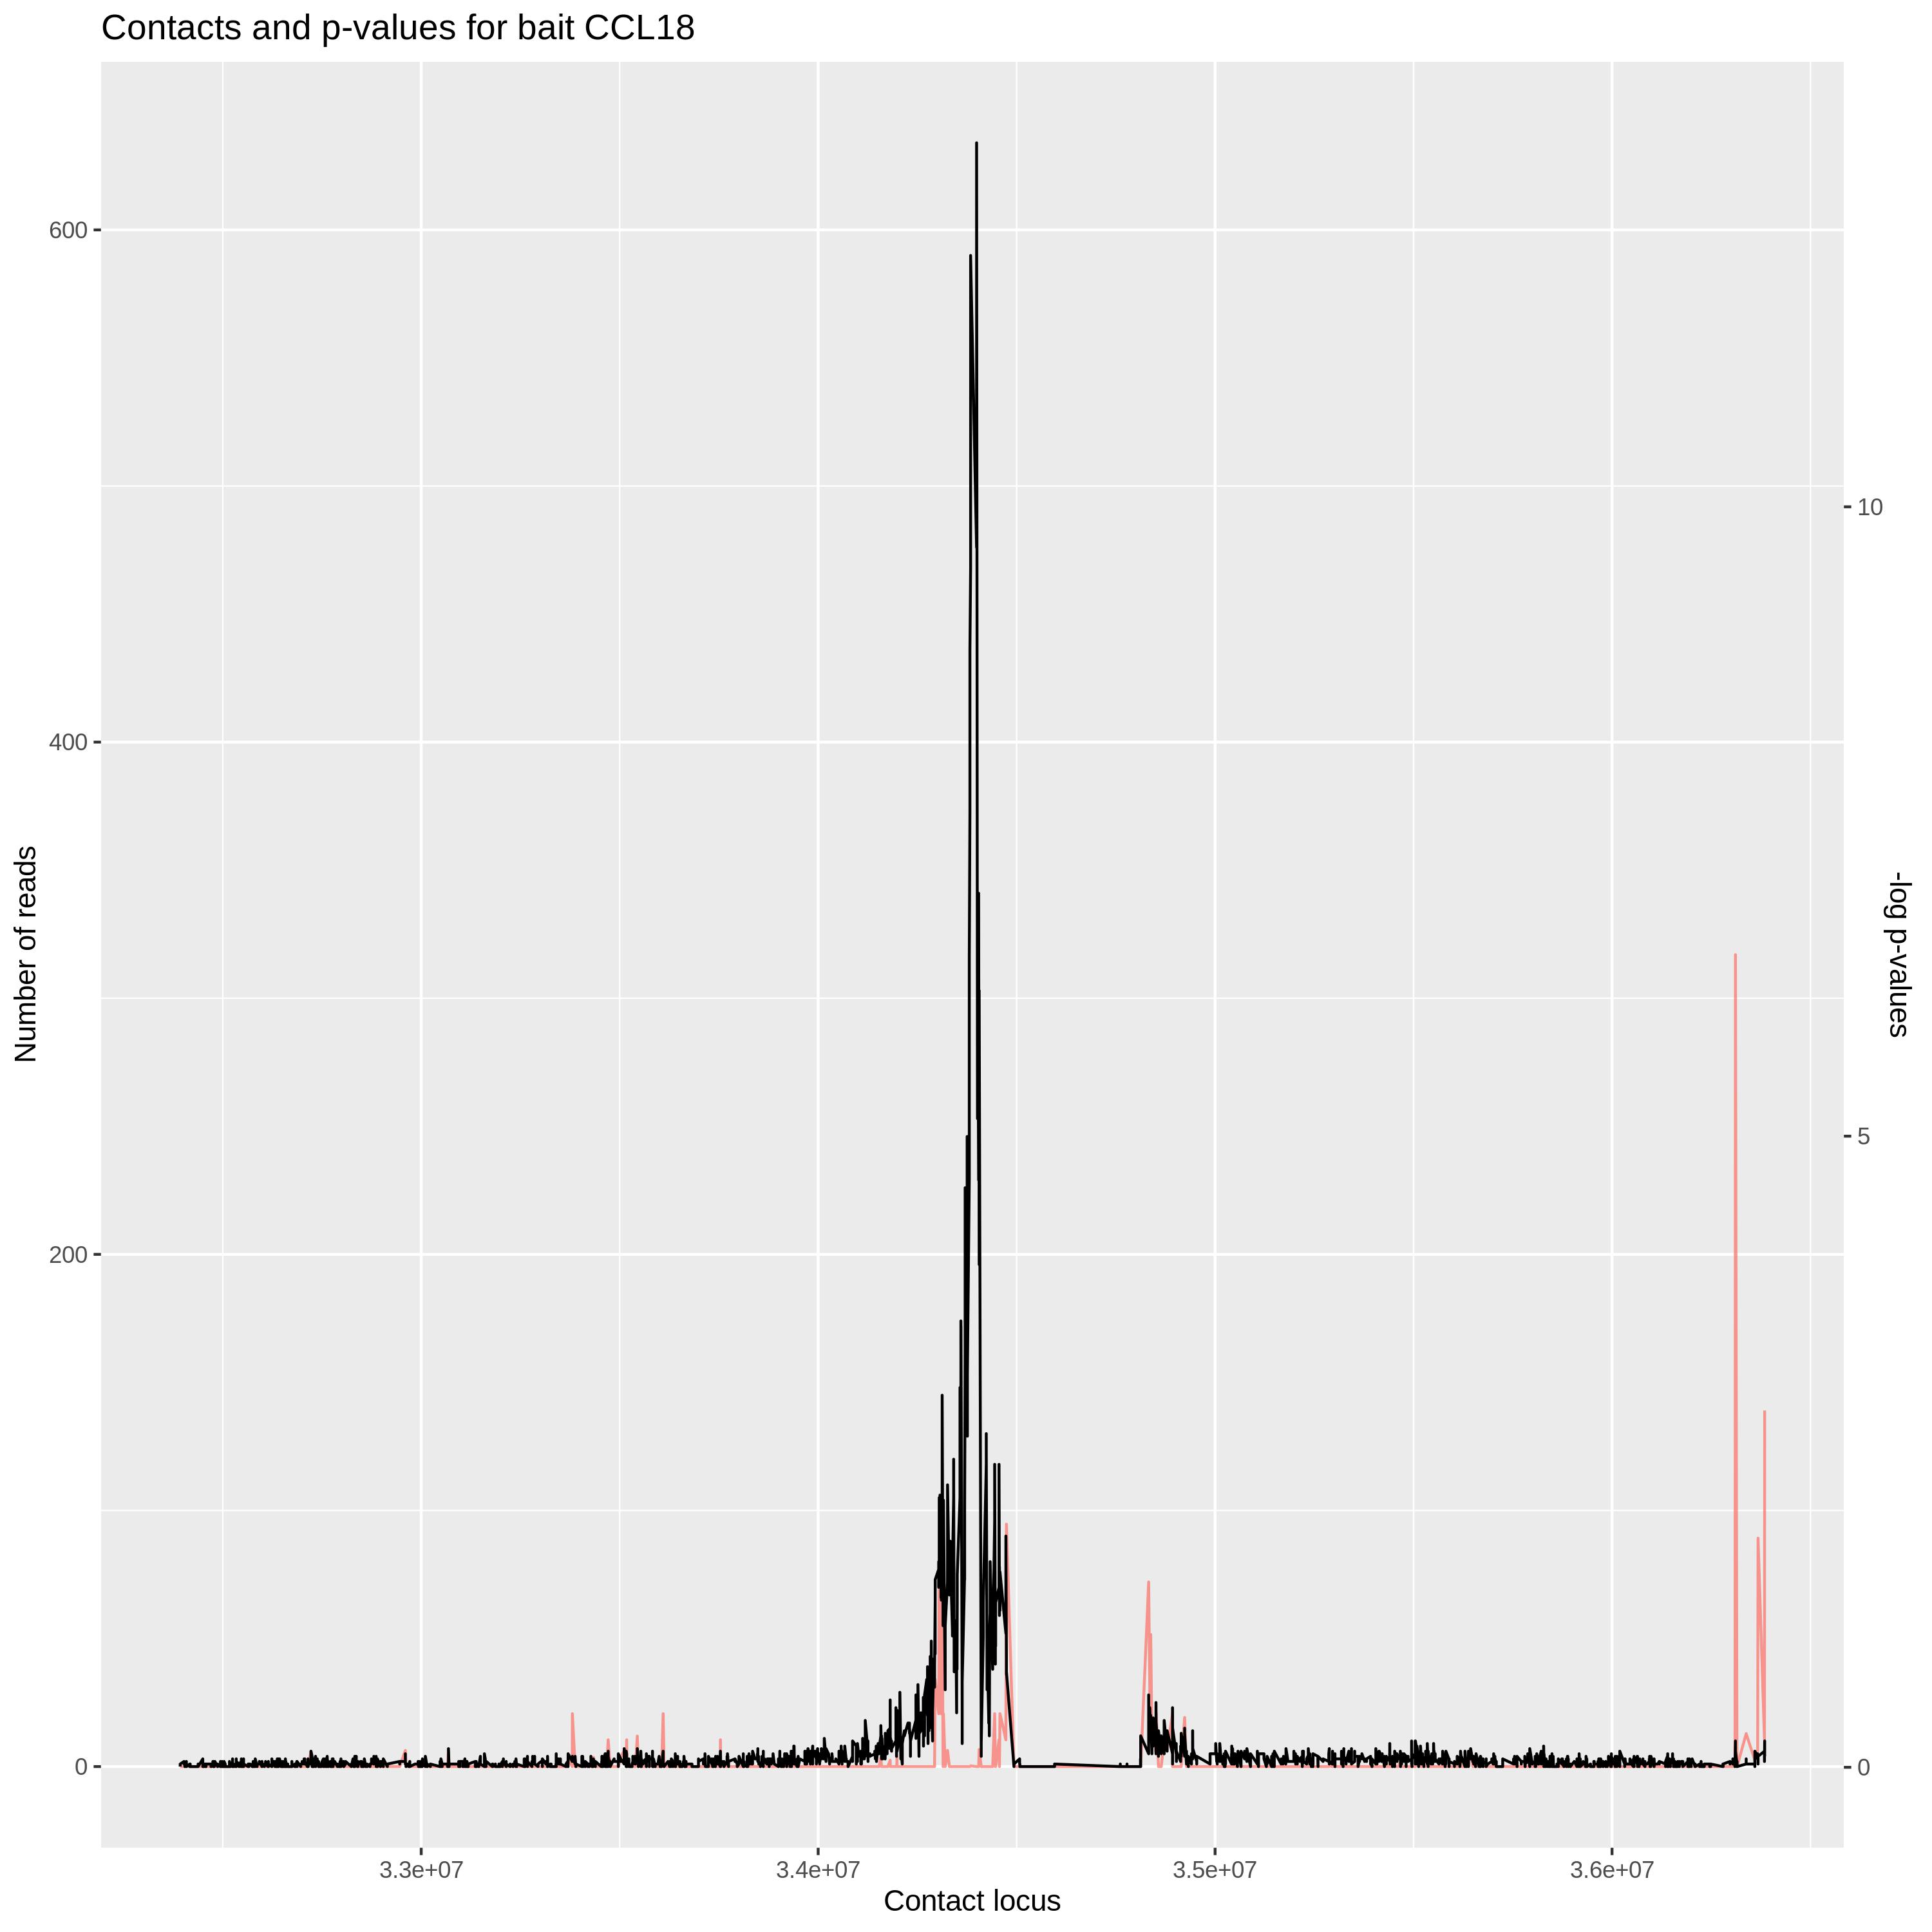 Contacts and p-values for bait CCL18
600
400
200
0
Number of reads
10
5
0
-log p-values
3.3e+07
3.4e+07
3.5e+07
3.6e+07
Contact locus